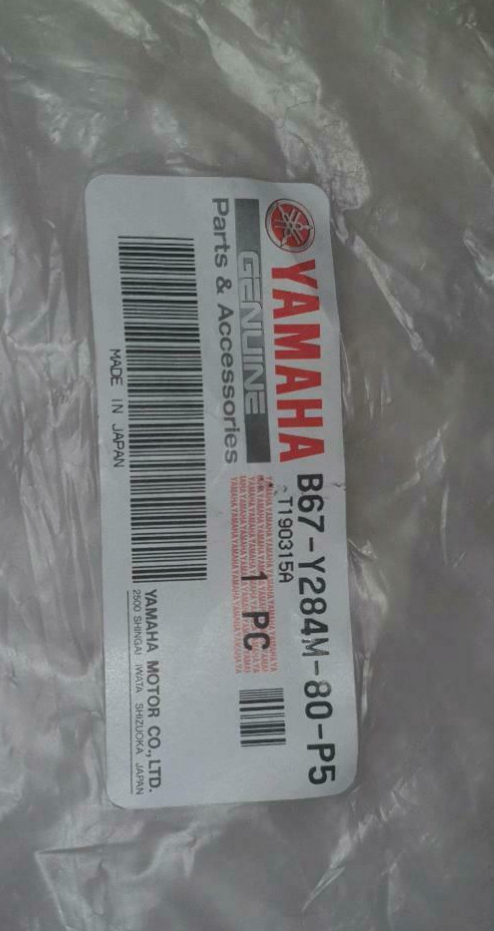 YAMAHA
GENUINE
Parts & Accessories
B67-Y284M-80-P5
T190315A
YAMAHAYAMAHAYAMAHAYAMAHAYA
1 PC
MADE IN JAPAN
YAMAHA MOTOR CO., LTD.
2500 SHINGAI IWATA SHIZUOKA JAPAN